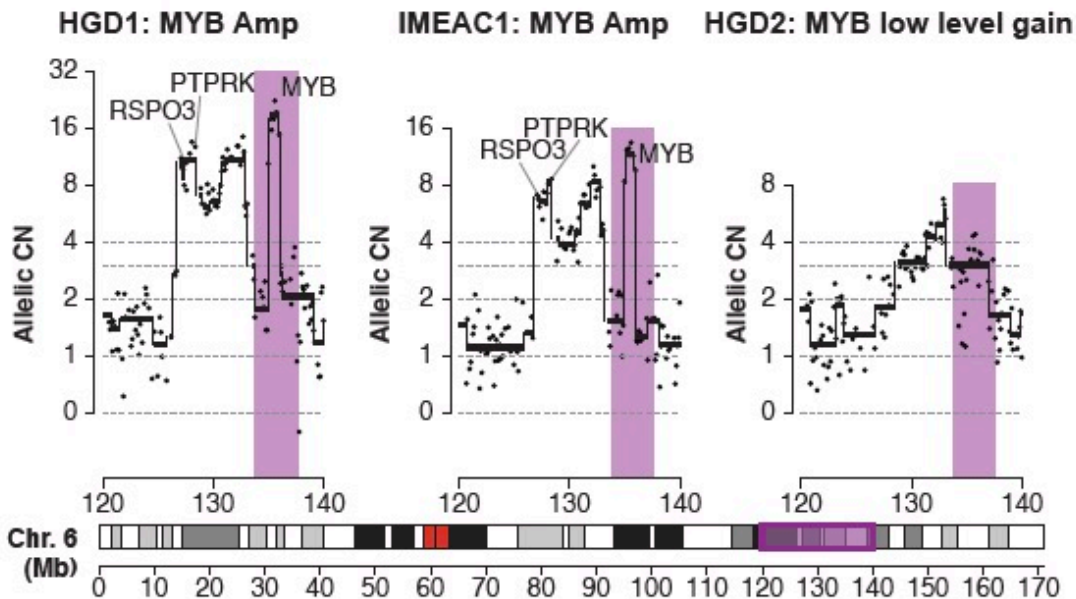 HGD1: MYB Amp
IMEAC1: MYB Amp
HGD2: MYB low level gain
Allelic CN
32
16
8
4
2
1
0
RSPO3
PTPRK
MYB
120
130
140
Allelic CN
16
8
4
2
1
0
RSPO3
PTPRK
MYB
120
130
140
Allelic CN
8
4
2
1
0
120
130
140
Chr. 6
(Mb)
0 10 20 30 40 50 60 70 80 90 100 110 120 130 140 150 160 170